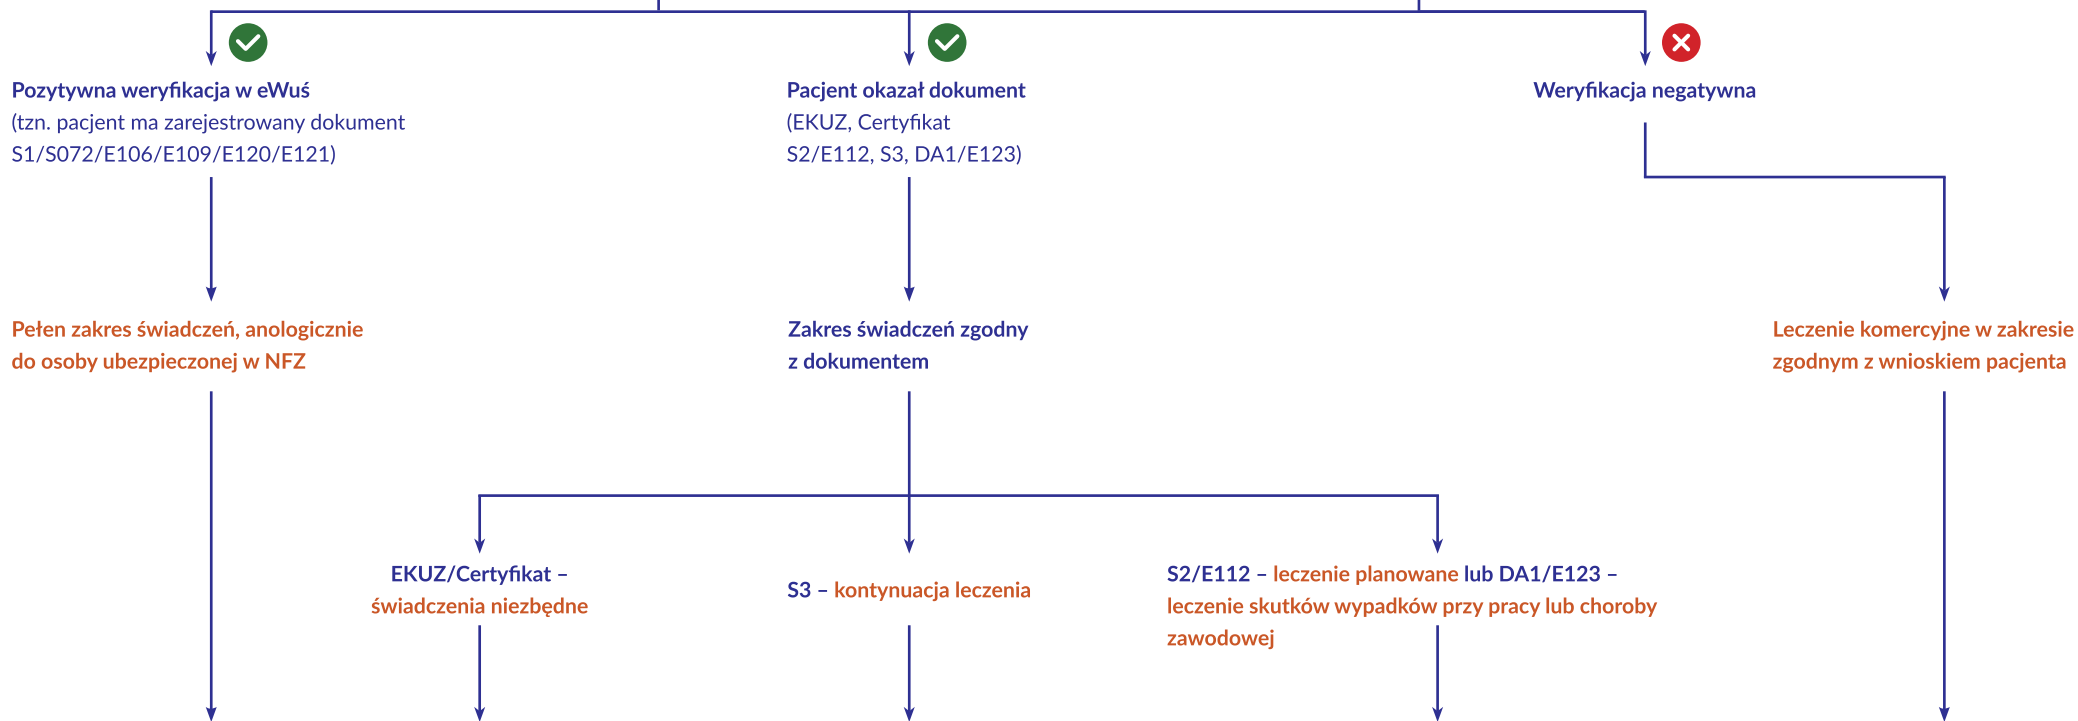 Pozytywna weryfikacja w eWuś
(tzn. pacjent ma zarejestrowany dokument
S1/S072/E106/E109/E120/E121)
Pacjent okazał dokument
(EKUZ, Certyfikat
S2/E112, S3, DA1/E123)
Weryfikacja negatywna
Pełen zakres świadczeń, anologicznie
do osoby ubezpieczonej w NFZ
Zakres świadczeń zgodny
z dokumentem
Leczenie komercyjne w zakresie
zgodnym z wnioskiem pacjenta
EKUZ/Certyfikat –
świadczenia niezbędne
S3 – kontynuacja leczenia
S2/E112 – leczenie planowane lub DA1/E123 –
leczenie skutków wypadków przy pracy lub choroby
zawodowej